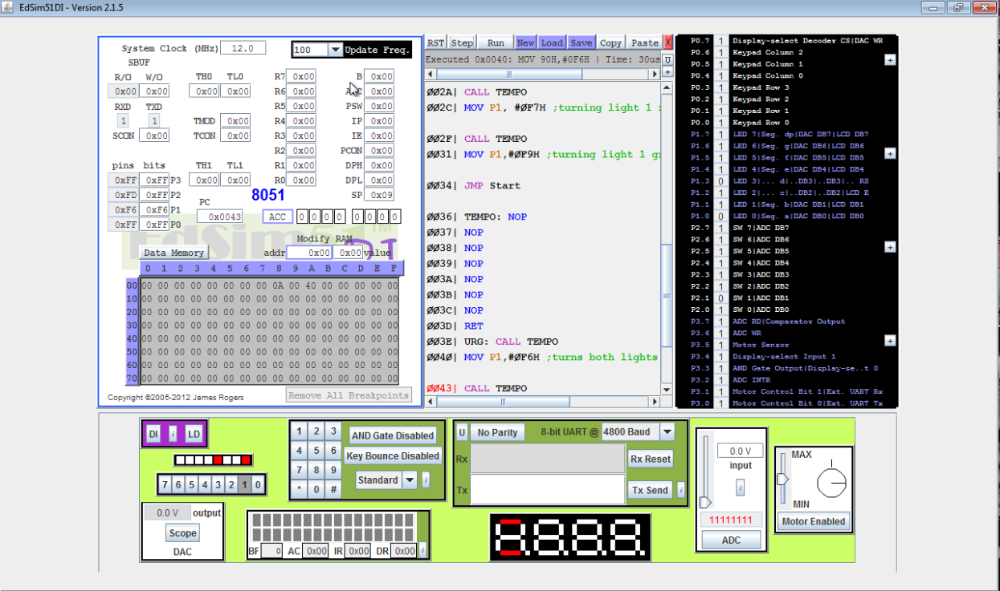 EdSim51DI - Version 2.1.5
System Clock (MHz) 12.0 100 Update Freq.
SBUF
R/O W/O TH0 TL0 R7 0x00 B 0x00
0x00 0x00 0x00 0x00 R6 0x00 0x00
RXD TXD R5 0x00 PSW 0x00
1 1 TMOD 0x00 R4 0x00 IP 0x00
SCON 0x00 TCON 0x00 R3 0x00 IE 0x00
R2 0x00 PCON 0x00
pins bits TH1 TL1 R1 0x00 DPH 0x00
0xFF 0xFF P3 0x00 0x00 R0 0x00 DPL 0x00
0xFD 0xFF P2 PC 8051 SP 0x09
0xF6 0xF6 P1 0x0043 ACC 0 0 0 0 0 0 0 0
0xFF 0xFF P0
EdSim51 TM
DI
Modify RAM
Data Memory addr 0x00 0x00 value
0 1 2 3 4 5 6 7 8 9 A B C D E F
00 00 00 00 00 00 00 00 00 0A 00 40 00 00 00 00 00
10 00 00 00 00 00 00 00 00 00 00 00 00 00 00 00 00
20 00 00 00 00 00 00 00 00 00 00 00 00 00 00 00 00
30 00 00 00 00 00 00 00 00 00 00 00 00 00 00 00 00
40 00 00 00 00 00 00 00 00 00 00 00 00 00 00 00 00
50 00 00 00 00 00 00 00 00 00 00 00 00 00 00 00 00
60 00 00 00 00 00 00 00 00 00 00 00 00 00 00 00 00
70 00 00 00 00 00 00 00 00 00 00 00 00 00 00 00 00
Copyright ©2005-2012 James Rogers Remove All Breakpoints
RST Step Run New Load Save Copy Paste X
Executed 0x0040: MOV 90H,#0F6H | Time: 30us U
+
002A| CALL TEMPO
002C| MOV P1, #0F7H ;turning light 1
002F| CALL TEMPO
0031| MOV P1,#0F9H ;turning light 1
0034| JMP Start
0036| TEMPO: NOP
0037| NOP
0038| NOP
0039| NOP
003A| NOP
003B| NOP
003C| NOP
003D| RET
003E| URG: CALL TEMPO
0040| MOV P1,#0F6H ;turns both lights
0043| CALL TEMPO
P0.7 1 Display-select Decoder CS|DAC WR
P0.6 1 Keypad Column 2
P0.5 1 Keypad Column 1 +
P0.4 1 Keypad Column 0
P0.3 1 Keypad Row 3
P0.2 1 Keypad Row 2
P0.1 1 Keypad Row 1
P0.0 1 Keypad Row 0
P1.7 1 LED 7|Seg. dp|DAC DB7|LCD DB7
P1.6 1 LED 6|Seg. g|DAC DB6|LCD DB6
P1.5 1 LED 5|Seg. f|DAC DB5|LCD DB5 +
P1.4 1 LED 4|Seg. e|DAC DB4|LCD DB4
P1.3 0 LED 3|... d|..DB3|..DB3|.. RS
P1.2 1 LED 2|... c|..DB2|..DB2|LCD E
P1.1 1 LED 1|Seg. b|DAC DB1|LCD DB1
P1.0 0 LED 0|Seg. a|DAC DB0|LCD DB0
P2.7 1 SW 7|ADC DB7
P2.6 1 SW 6|ADC DB6
P2.5 1 SW 5|ADC DB5 +
P2.4 1 SW 4|ADC DB4
P2.3 1 SW 3|ADC DB3
P2.2 1 SW 2|ADC DB2
P2.1 0 SW 1|ADC DB1
P2.0 1 SW 0|ADC DB0
P3.7 1 ADC RD|Comparator Output
P3.6 1 ADC WR
P3.5 1 Motor Sensor +
P3.4 1 Display-select Input 1
P3.3 1 AND Gate Output|Display-se..t 0
P3.2 1 ADC INTR
P3.1 1 Motor Control Bit 1|Ext. UART Rx
P3.0 1 Motor Control Bit 0|Ext. UART Tx
DI i LD
7 6 5 4 3 2 1 0
0.0 V output
Scope
DAC
1 2 3
4 5 6
7 8 9
* 0 #
AND Gate Disabled
Key Bounce Disabled
Standard i
BF 0 AC 0x00 IR 0x00 DR 0x00 i
U No Parity 8-bit UART @ 4800 Baud
Rx Rx Reset
Tx Tx Send i
8.8.8.8.
0.0 V
input
i
11111111
ADC
MAX
MIN
Motor Enabled